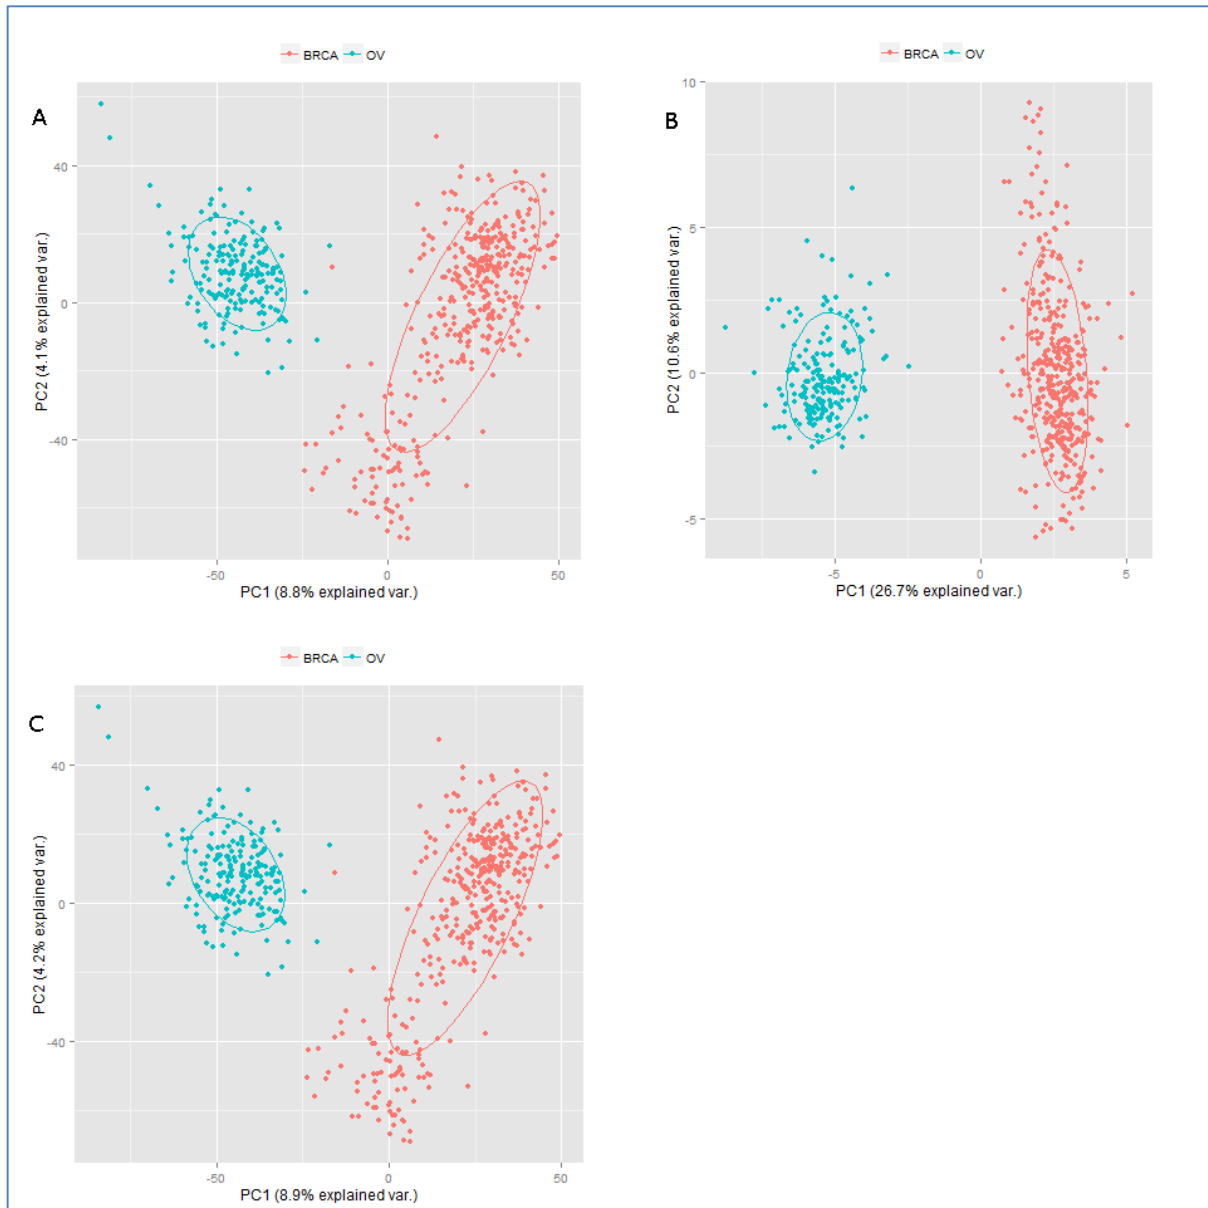 BRCA OV
A
40
0
-40
PC2 (4.1% explained var.)
-50 0 50
PC1 (8.8% explained var.)
BRCA OV
B
10
5
0
-5
PC2 (10.6% explained var.)
-5 0 5
PC1 (26.7% explained var.)
BRCA OV
C
40
0
-40
PC2 (4.2% explained var.)
-50 0 50
PC1 (8.9% explained var.)